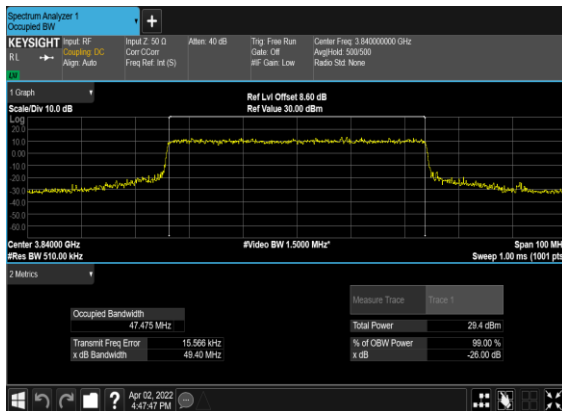 Spectrum Analyzer 1
Occupied BW
KEYSIGHT
RL
Input: RF
Coupling: DC
Align: Auto
Input Z: 50 Ω
Corr CCorr
Freq Ref: Int (S)
Atten: 40 dB
Trig: Free Run
Gate: Off
#IF Gain: Low
Center Freq: 3.840000000 GHz
Avg|Hold: 500/500
Radio Std: None
1 Graph
Scale/Div 10.0 dB
Ref Lvl Offset 8.60 dB
Ref Value 30.00 dBm
Log
20.0
10.0
0.00
-10.0
-20.0
-30.0
-40.0
-50.0
-60.0
Center 3.84000 GHz
#Res BW 510.00 kHz
#Video BW 1.5000 MHz*
Span 100 MH
Sweep 1.00 ms (1001 pts
2 Metrics
Measure Trace Trace 1
Occupied Bandwidth
47.475 MHz
Total Power 29.4 dBm
Transmit Freq Error 15.566 kHz
% of OBW Power 99.00 %
x dB Bandwidth 49.40 MHz
x dB -26.00 dB
?
Apr 02, 2022
4:47:47 PM